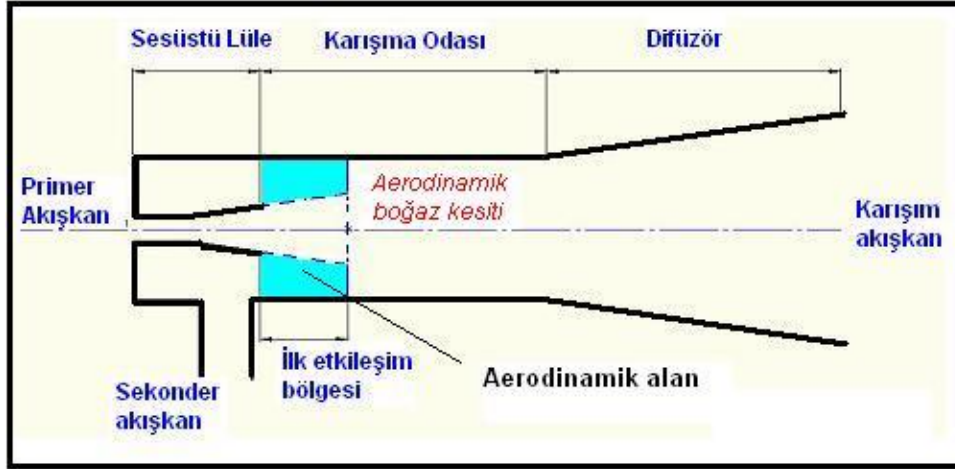 Sesüstü Lüle
Karışma Odası
Difüzör
Primer
Akışkan
Aerodinamik
boğaz kesiti
Karışım
akışkan
İlk etkileşim
bölgesi
Aerodinamik alan
Sekonder
akışkan